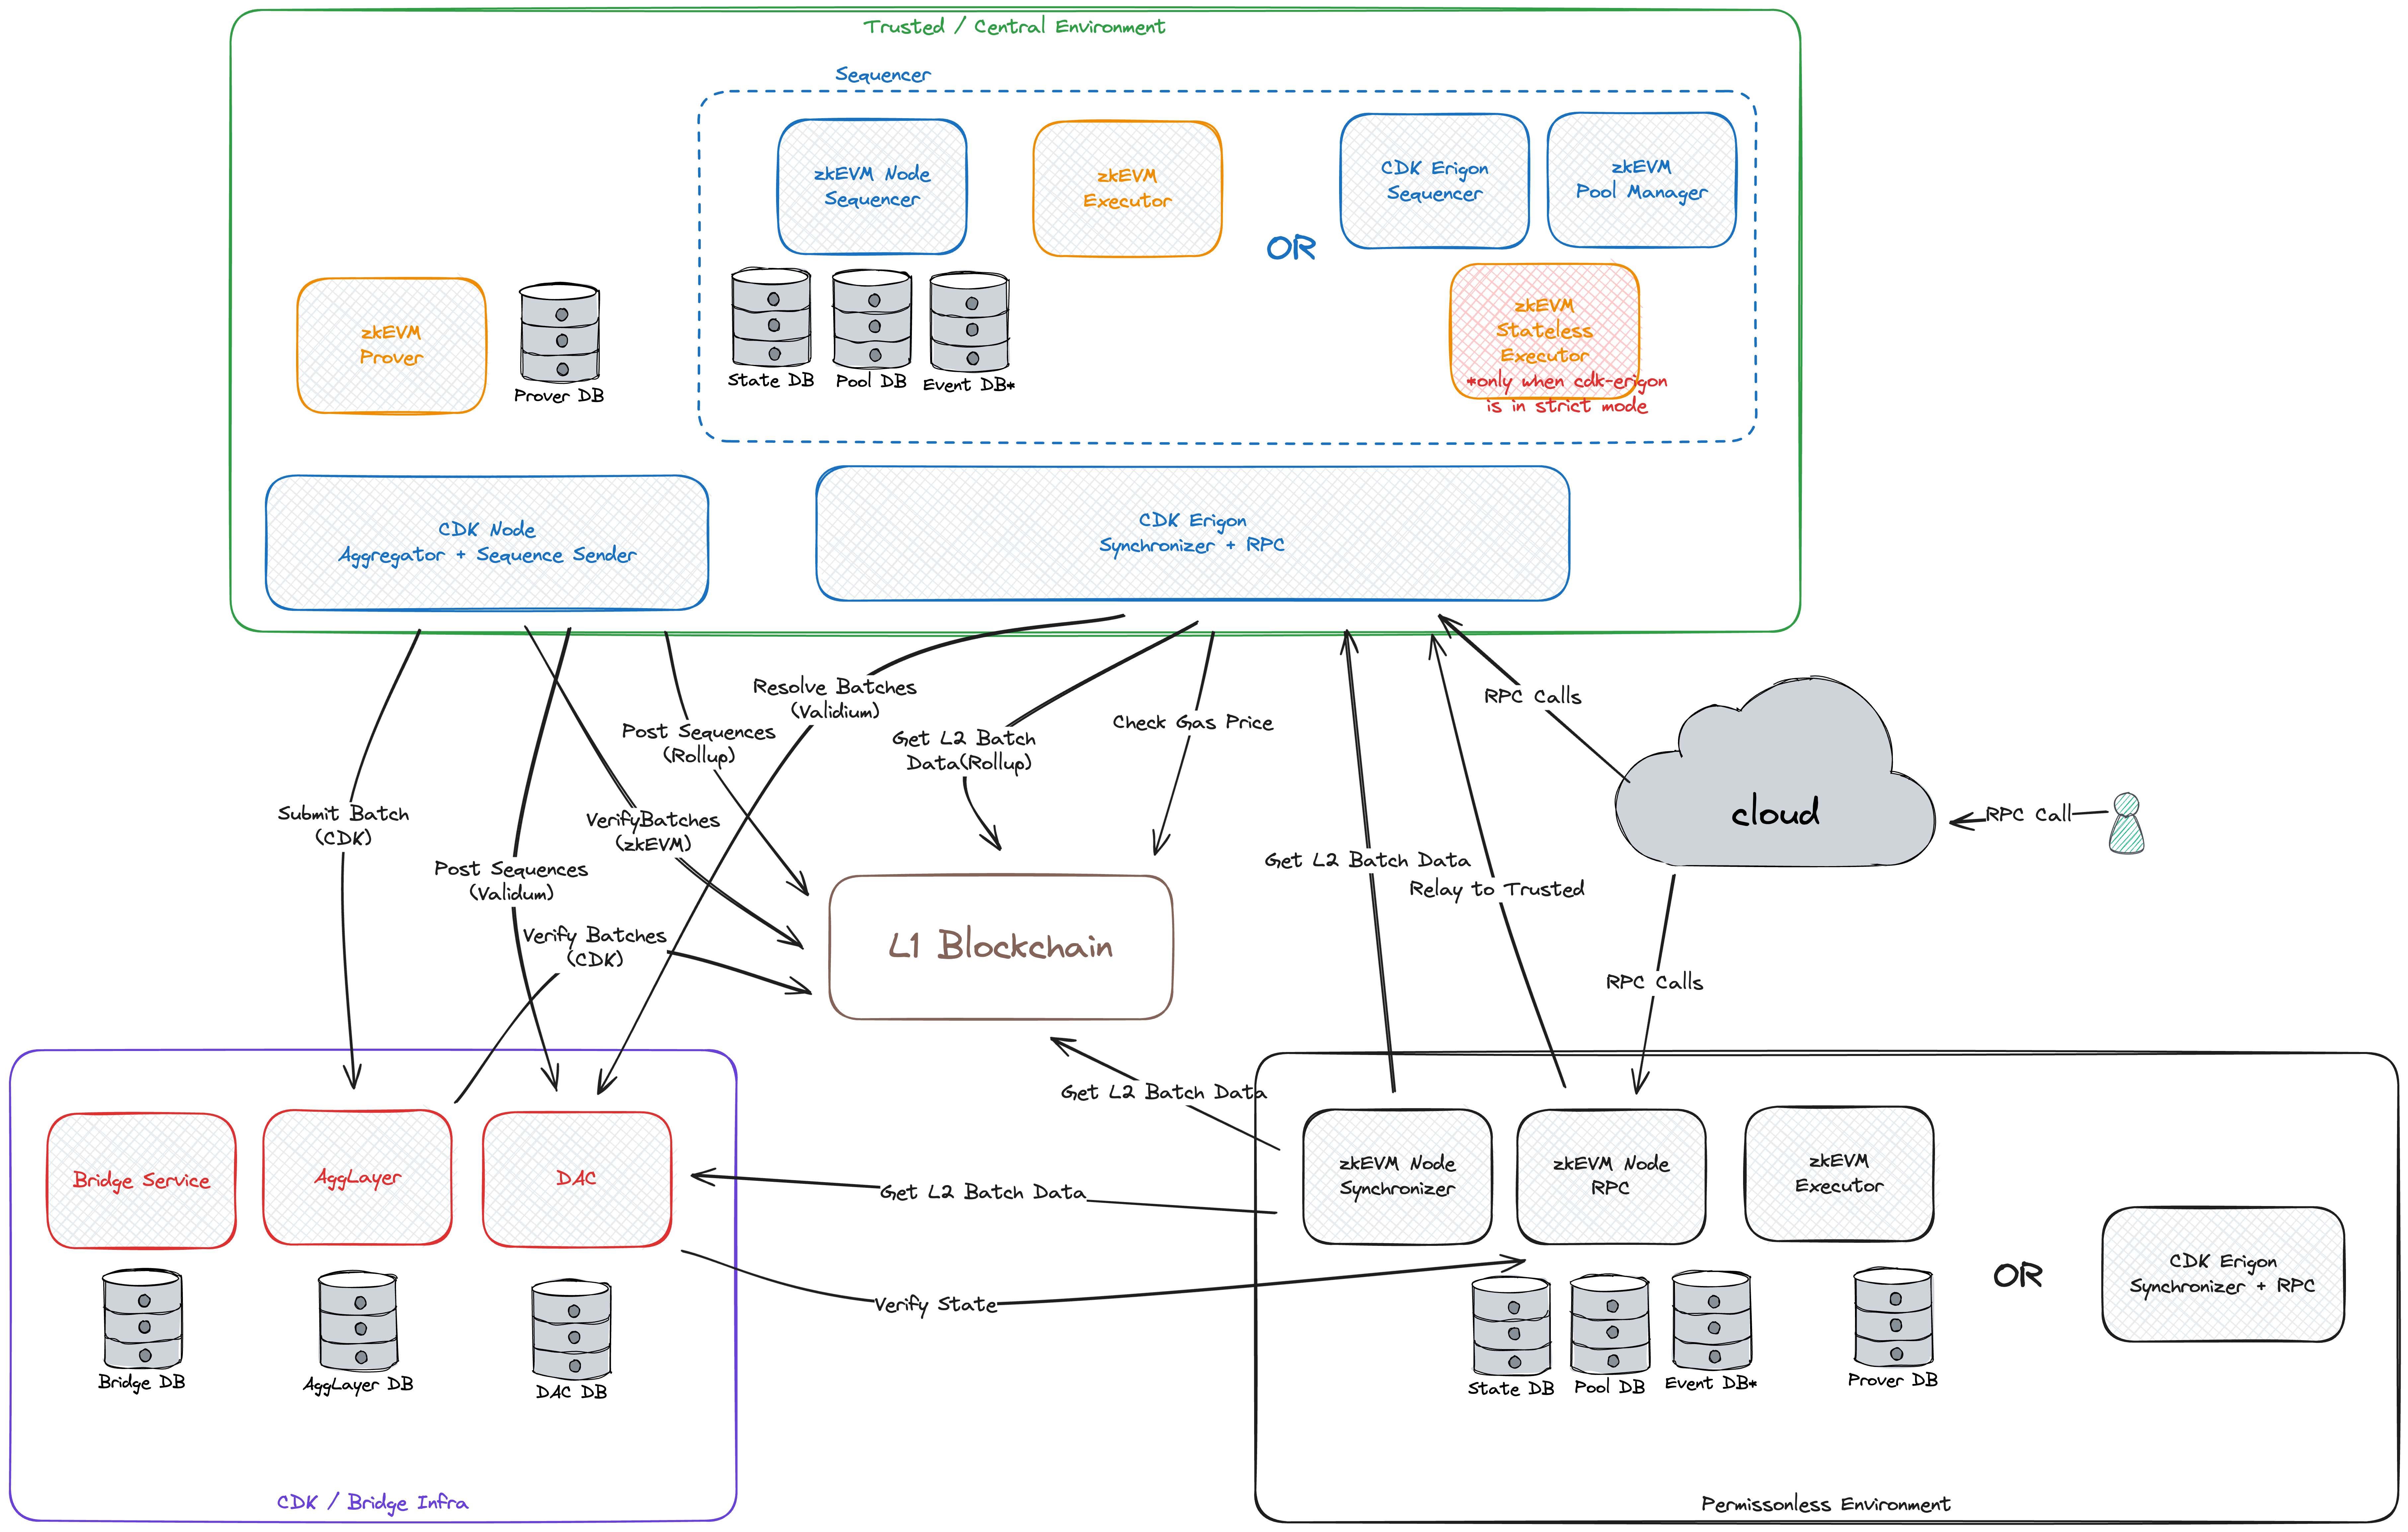 Trusted / Central Environment
Sequencer
zkEVM Node
Sequencer
zkEVM
Executor
OR
CDK Erigon
Sequencer
zkEVM
Pool Manager
zkEVM
Stateless
Executor
*only when cdk-erigon
is in strict mode
State DB
Pool DB
Event DB*
zkEVM
Prover
Prover DB
CDK Node
Aggregator + Sequence Sender
CDK Erigon
Synchronizer + RPC
Resolve Batches
(Validium)
Post Sequences
(Rollup)
Get L2 Batch
Data(Rollup)
Check Gas Price
RPC Calls
cloud
RPC Call
Submit Batch
(CDK)
VerifyBatches
(zkEVM)
Post Sequences
(Validum)
Get L2 Batch Data
Relay to Trusted
Verify Batches
(CDK)
L1 Blockchain
RPC Calls
Get L2 Batch Data
Bridge Service
AggLayer
DAC
Get L2 Batch Data
Verify State
Bridge DB
AggLayer DB
DAC DB
CDK / Bridge Infra
zkEVM Node
Synchronizer
zkEVM Node
RPC
zkEVM
Executor
OR
CDK Erigon
Synchronizer + RPC
State DB
Pool DB
Event DB*
Prover DB
Permissonless Environment